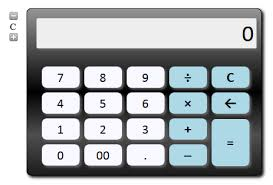 −
C
+
0
7 8 9 ÷ C
4 5 6 × ←
1 2 3 + =
0 00 . −